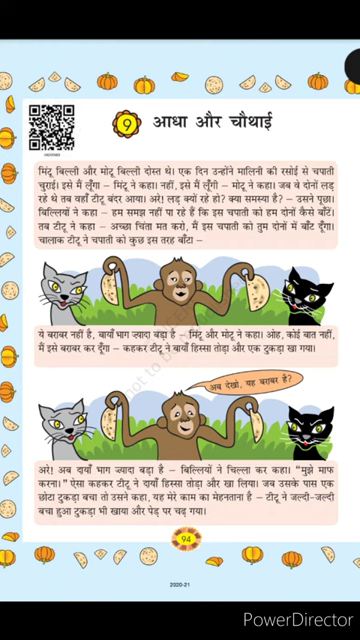 9 आधा और चौथाई
मिंटू बिल्ली और मोटू बिल्ली दोस्त थे। एक दिन उन्होंने मालिनी की रसोई से चपाती
चुराई। इसे मैं लूँगा – मिंटू ने कहा। नहीं, इसे मैं लूँगी – मोटू ने कहा। जब वे दोनों लड़
रहे थे तब वहाँ टीटू बंदर आया। अरे! लड़ क्यों रहे हो? क्या समस्या है? – उसने पूछा।
बिल्लियों ने कहा – हम समझ नहीं पा रहे हैं कि इस चपाती को हम दोनों कैसे बाँटें।
तब टीटू ने कहा – अच्छा चिंता मत करो, मैं इस चपाती को तुम दोनों में बाँट दूँगा।
चालाक टीटू ने चपाती को कुछ इस तरह बाँटा –
ये बराबर नहीं है, बायाँ भाग ज्यादा बड़ा है – मिंटू और मोटू ने कहा। ओह, कोई बात नहीं,
मैं इसे बराबर कर दूँगा – कहकर टीटू ने बायाँ हिस्सा तोड़ा और एक टुकड़ा खा गया।
अब देखो, यह बराबर है?
अरे! अब दायाँ भाग ज्यादा बड़ा है – बिल्लियों ने चिल्ला कर कहा। "मुझे माफ
करना।" ऐसा कहकर टीटू ने दायाँ हिस्सा तोड़ा और खा लिया। जब उसके पास एक
छोटा टुकड़ा बचा तो उसने कहा, यह मेरे काम का मेहनताना है – टीटू ने जल्दी-जल्दी
बचा हुआ टुकड़ा भी खाया और पेड़ पर चढ़ गया।
94
2020-21
PowerDirector